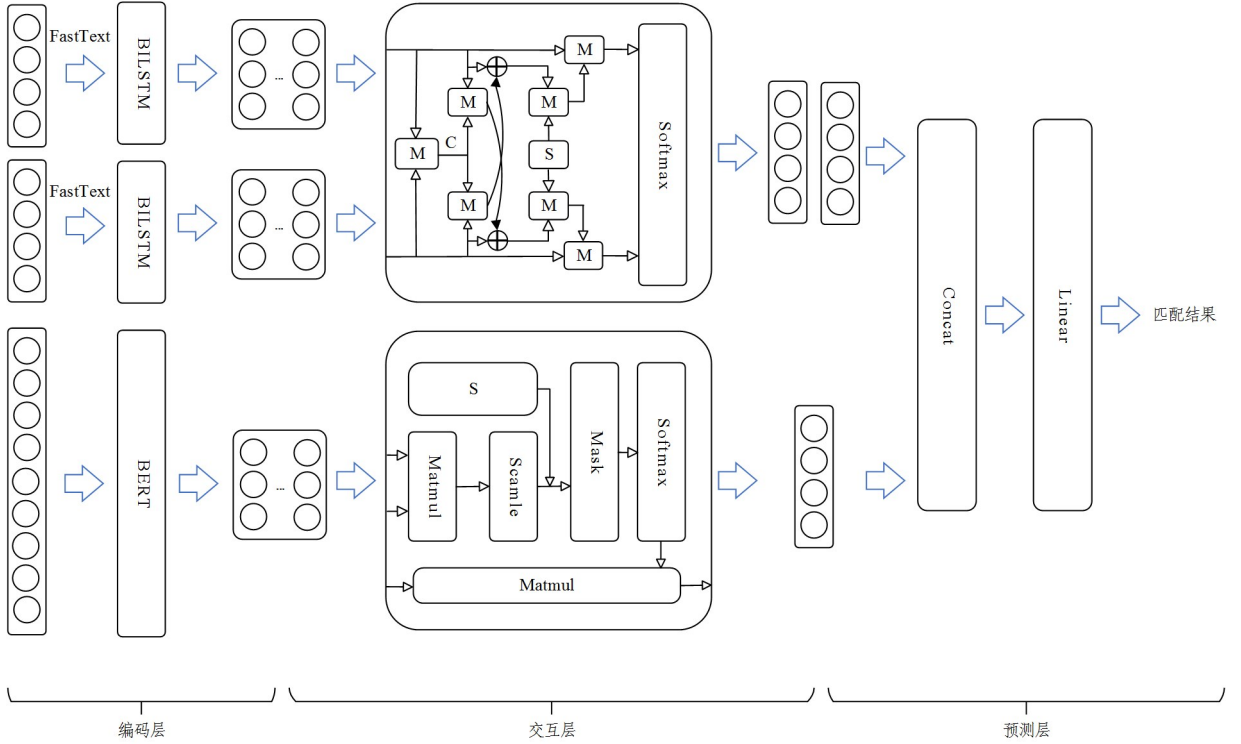 FastText
BILSTM
...
M
M
M
M
M
C
M
S
M
M
Softmax
FastText
BILSTM
...
Concat
Linear
匹配结果
BERT
...
S
Matmul
Scamle
Mask
Softmax
Matmul
编码层
交互层
预测层